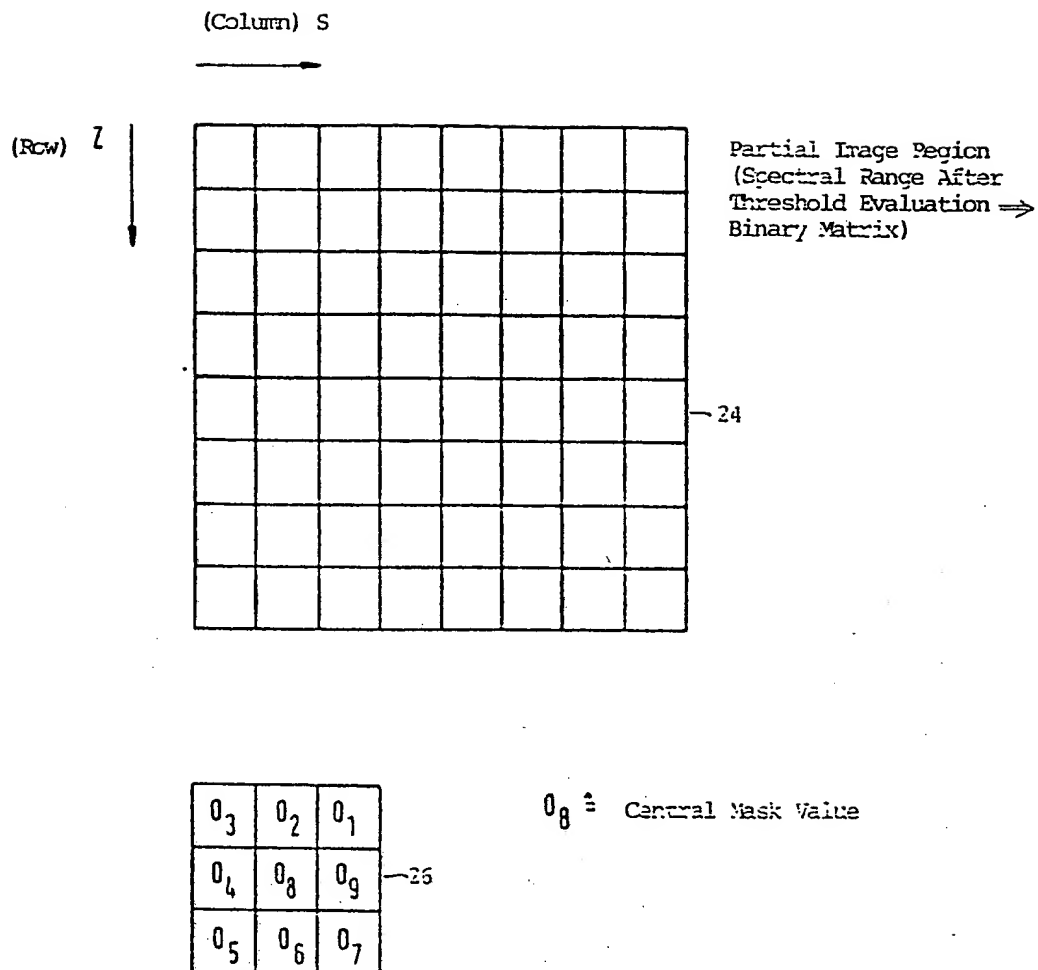 (Column) S
(Row) Z
Partial Image Region
(Spectral Range After
Threshold Evaluation ⇒
Binary Matrix)
24
0₃ 0₂ 0₁
0₈ ≙ Central Mask Value
0₄ 0₈ 0₉
26
0₅ 0₆ 0₇